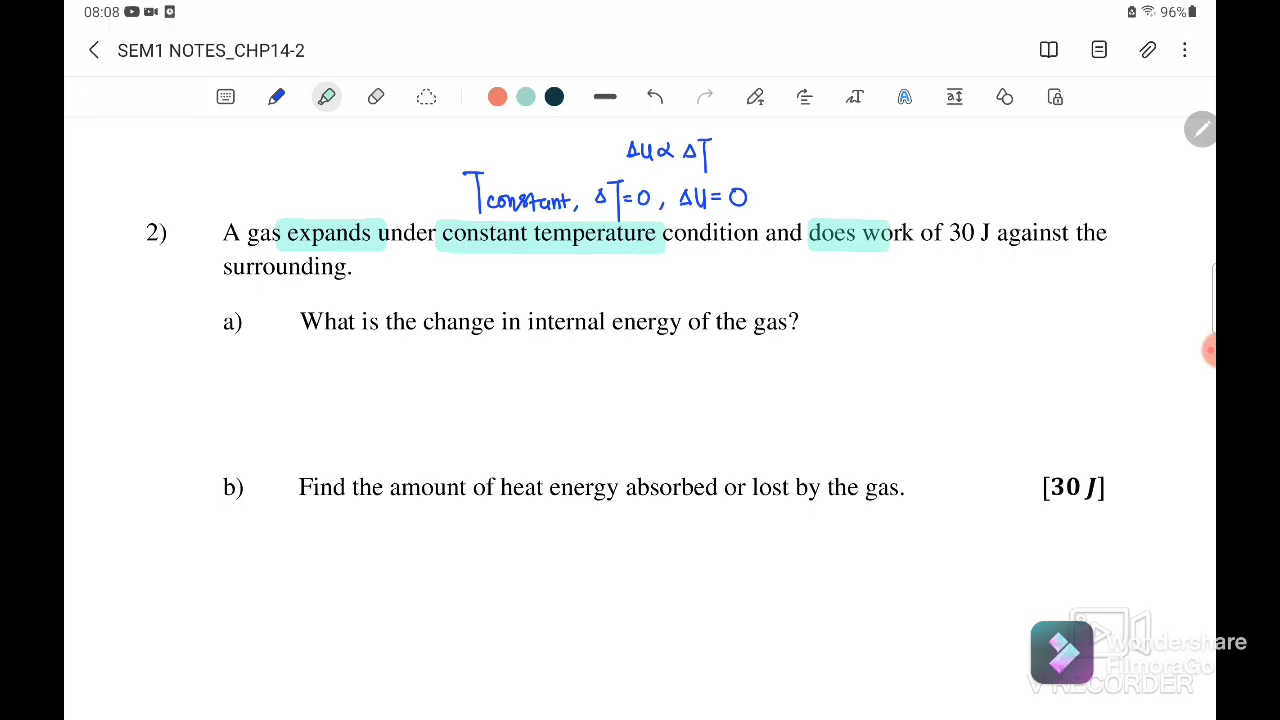 08:08
96%
SEM1 NOTES_CHP14-2
ΔU ∝ ΔT
T constant, ΔT = 0, ΔU = 0
2) A gas expands under constant temperature condition and does work of 30 J against the
surrounding.
a) What is the change in internal energy of the gas?
b) Find the amount of heat energy absorbed or lost by the gas. [30 J]
Wondershare
FilmoraGo
V RECORDER